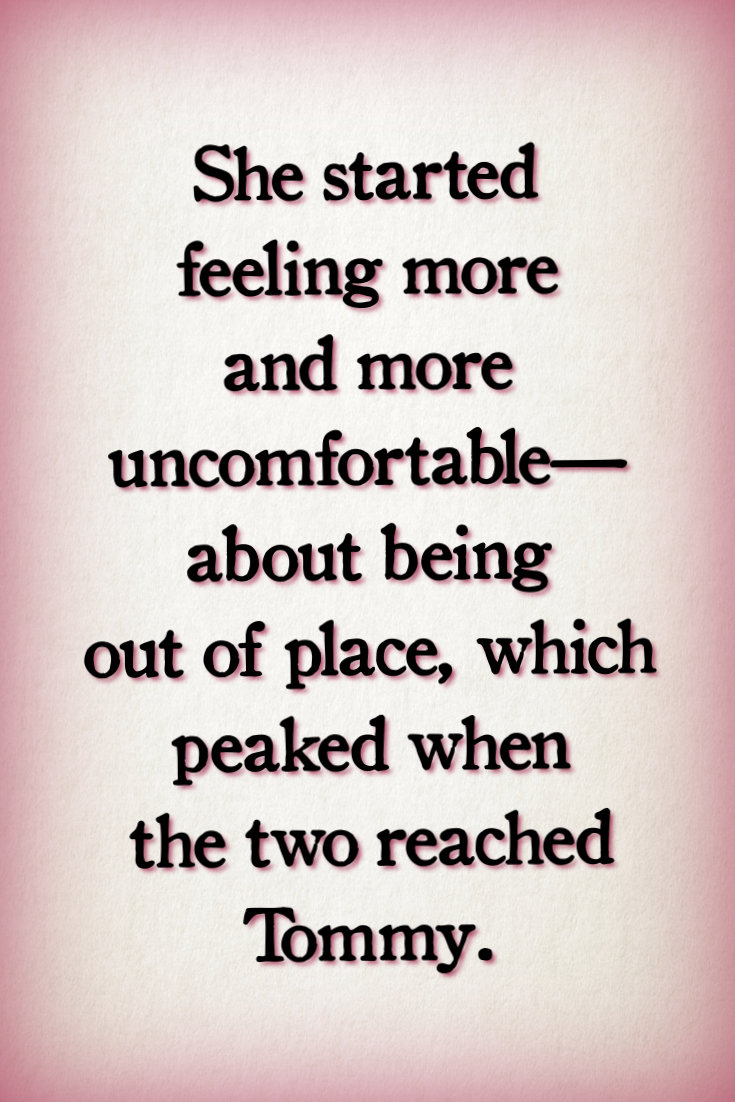 She started
feeling more
and more
uncomfortable—
about being
out of place, which
peaked when
the two reached
Tommy.